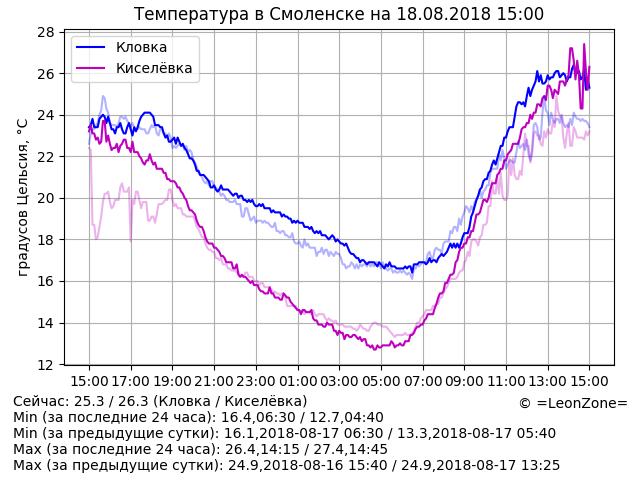 Температура в Смоленске на 18.08.2018 15:00
28
26
24
22
20
18
16
14
12
градусов Цельсия, °C
Кловка
Киселёвка
15:00 17:00 19:00 21:00 23:00 01:00 03:00 05:00 07:00 09:00 11:00 13:00 15:00
Сейчас: 25.3 / 26.3 (Кловка / Киселёвка)
© =LeonZone=
Min (за последние 24 часа): 16.4,06:30 / 12.7,04:40
Min (за предыдущие сутки): 16.1,2018-08-17 06:30 / 13.3,2018-08-17 05:40
Max (за последние 24 часа): 26.4,14:15 / 27.4,14:45
Max (за предыдущие сутки): 24.9,2018-08-16 15:40 / 24.9,2018-08-17 13:25